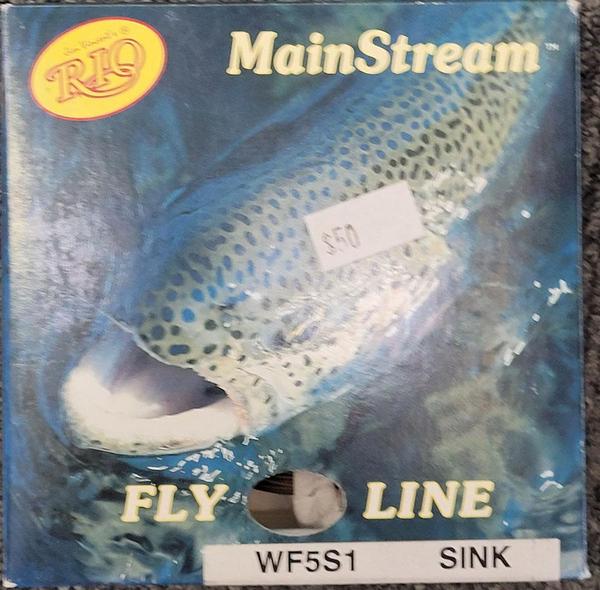 RIO
MainStream™
$50
FLY LINE
WF5S1 SINK